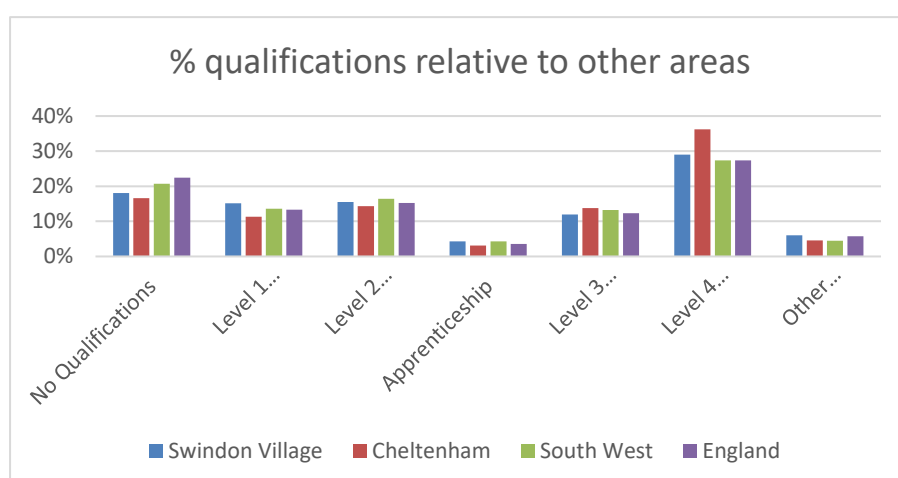 % qualifications relative to other areas
40%
30%
20%
10%
0%
No Qualifications
Level 1...
Level 2...
Apprenticeship
Level 3...
Level 4...
Other...
Swindon Village
Cheltenham
South West
England